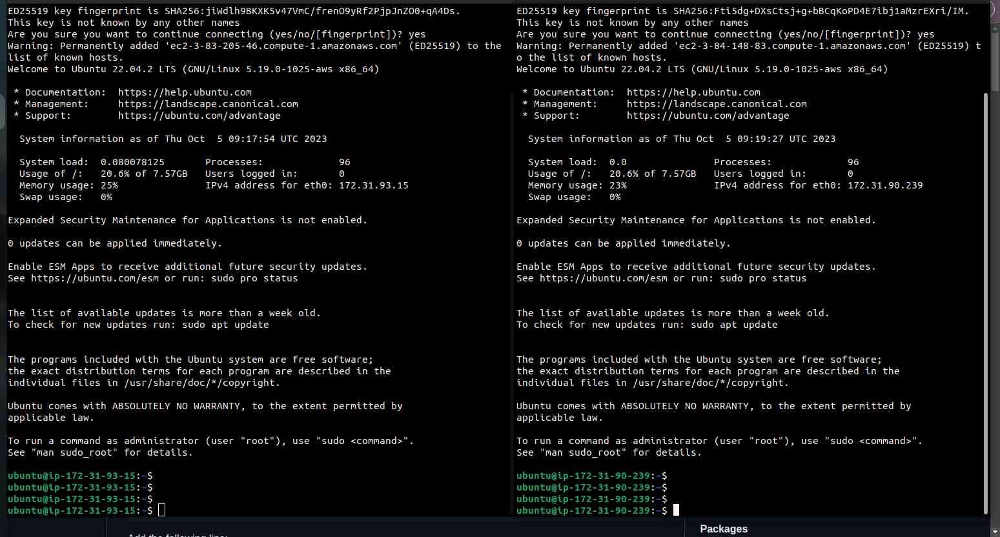 ED25519 key fingerprint is SHA256:jiWdlh9BKXK5v47VmC/frenO9yRf2PjpJnZO0+qA4Ds.
This key is not known by any other names
Are you sure you want to continue connecting (yes/no/[fingerprint])? yes
Warning: Permanently added 'ec2-3-83-205-46.compute-1.amazonaws.com' (ED25519) to the
list of known hosts.
Welcome to Ubuntu 22.04.2 LTS (GNU/Linux 5.19.0-1025-aws x86_64)

 * Documentation:  https://help.ubuntu.com
 * Management:     https://landscape.canonical.com
 * Support:        https://ubuntu.com/advantage

  System information as of Thu Oct  5 09:17:54 UTC 2023

  System load:  0.080078125       Processes:             96
  Usage of /:   20.6% of 7.57GB   Users logged in:       0
  Memory usage: 25%               IPv4 address for eth0: 172.31.93.15
  Swap usage:   0%

Expanded Security Maintenance for Applications is not enabled.

0 updates can be applied immediately.

Enable ESM Apps to receive additional future security updates.
See https://ubuntu.com/esm or run: sudo pro status

The list of available updates is more than a week old.
To check for new updates run: sudo apt update

The programs included with the Ubuntu system are free software;
the exact distribution terms for each program are described in the
individual files in /usr/share/doc/*/copyright.

Ubuntu comes with ABSOLUTELY NO WARRANTY, to the extent permitted by
applicable law.

To run a command as administrator (user "root"), use "sudo <command>".
See "man sudo_root" for details.

ubuntu@ip-172-31-93-15:~$
ubuntu@ip-172-31-93-15:~$
ubuntu@ip-172-31-93-15:~$
ubuntu@ip-172-31-93-15:~$

ED25519 key fingerprint is SHA256:Fti5dg+DXsCtsj+g+bBCqKoPD4E7ibj1aMzrEXri/IM.
This key is not known by any other names
Are you sure you want to continue connecting (yes/no/[fingerprint])? yes
Warning: Permanently added 'ec2-3-84-148-83.compute-1.amazonaws.com' (ED25519) t
o the list of known hosts.
Welcome to Ubuntu 22.04.2 LTS (GNU/Linux 5.19.0-1025-aws x86_64)

 * Documentation:  https://help.ubuntu.com
 * Management:     https://landscape.canonical.com
 * Support:        https://ubuntu.com/advantage

  System information as of Thu Oct  5 09:19:27 UTC 2023

  System load:  0.0               Processes:             96
  Usage of /:   20.6% of 7.57GB   Users logged in:       0
  Memory usage: 23%               IPv4 address for eth0: 172.31.90.239
  Swap usage:   0%

Expanded Security Maintenance for Applications is not enabled.

0 updates can be applied immediately.

Enable ESM Apps to receive additional future security updates.
See https://ubuntu.com/esm or run: sudo pro status

The list of available updates is more than a week old.
To check for new updates run: sudo apt update

The programs included with the Ubuntu system are free software;
the exact distribution terms for each program are described in the
individual files in /usr/share/doc/*/copyright.

Ubuntu comes with ABSOLUTELY NO WARRANTY, to the extent permitted by
applicable law.

To run a command as administrator (user "root"), use "sudo <command>".
See "man sudo_root" for details.

ubuntu@ip-172-31-90-239:~$
ubuntu@ip-172-31-90-239:~$
ubuntu@ip-172-31-90-239:~$
ubuntu@ip-172-31-90-239:~$

Add the following line:
Packages